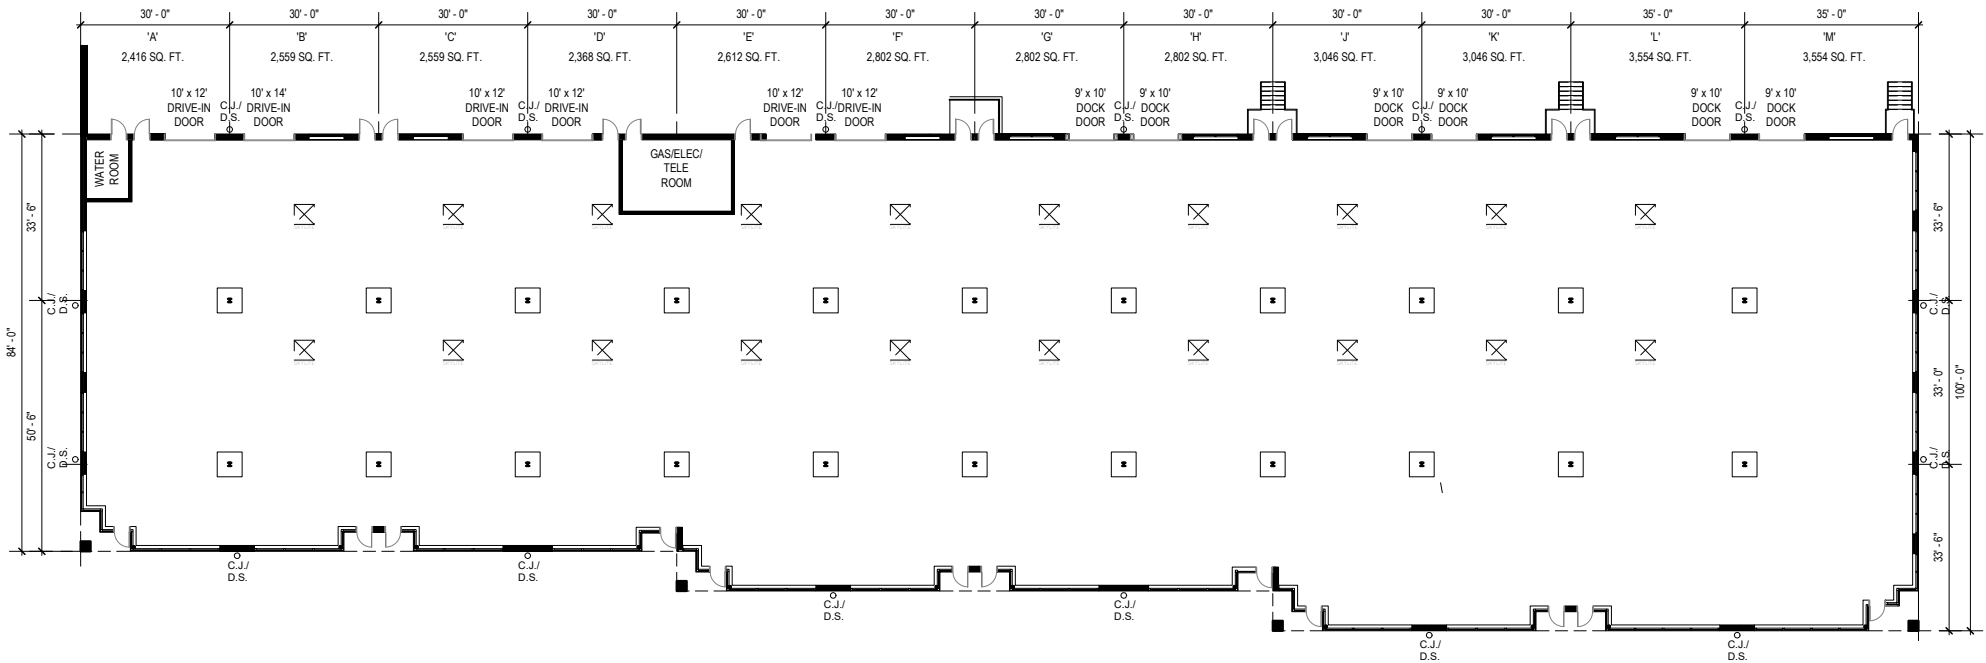 30' - 0" 30' - 0" 30' - 0" 30' - 0" 30' - 0" 30' - 0" 30' - 0" 30' - 0" 30' - 0" 30' - 0" 35' - 0" 35' - 0"
'A' 'B' 'C' 'D' 'E' 'F' 'G' 'H' 'J' 'K' 'L' 'M'
2,416 SQ. FT. 2,559 SQ. FT. 2,559 SQ. FT. 2,368 SQ. FT. 2,612 SQ. FT. 2,802 SQ. FT. 2,802 SQ. FT. 2,802 SQ. FT. 3,046 SQ. FT. 3,046 SQ. FT. 3,554 SQ. FT. 3,554 SQ. FT.
10' x 12'
DRIVE-IN
DOOR
C.J./
D.S.
10' x 14'
DRIVE-IN
DOOR
10' x 12'
DRIVE-IN
DOOR
C.J./
D.S.
10' x 12'
DRIVE-IN
DOOR
10' x 12'
DRIVE-IN
DOOR
C.J./
D.S.
10' x 12'
DRIVE-IN
DOOR
9' x 10'
DOCK
DOOR
C.J./
D.S.
9' x 10'
DOCK
DOOR
9' x 10'
DOCK
DOOR
C.J./
D.S.
9' x 10'
DOCK
DOOR
9' x 10'
DOCK
DOOR
C.J./
D.S.
9' x 10'
DOCK
DOOR
WATER
ROOM
GAS/ELEC/
TELE
ROOM
33' - 6"
84' - 0"
50' - 6"
C.J./
D.S.
C.J./
D.S.
33' - 6"
C.J./
D.S.
33' - 0"
100' - 0"
C.J./
D.S.
33' - 6"
C.J./
D.S.
C.J./
D.S.
C.J./
D.S.
C.J./
D.S.
C.J./
D.S.
C.J./
D.S.